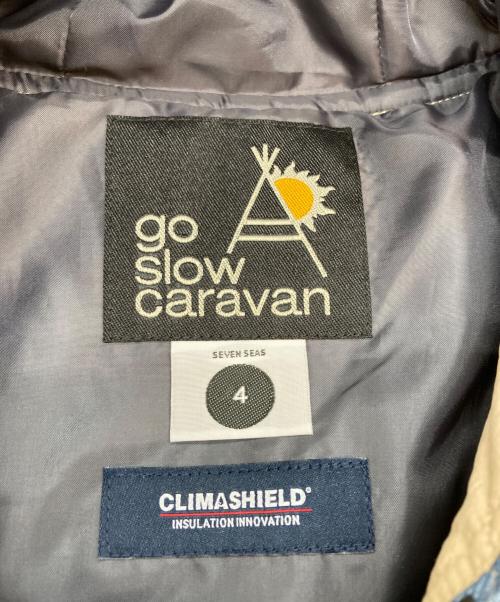 go
slow
caravan
SEVEN SEAS
4
CLIMASHIELD®
INSULATION INNOVATION